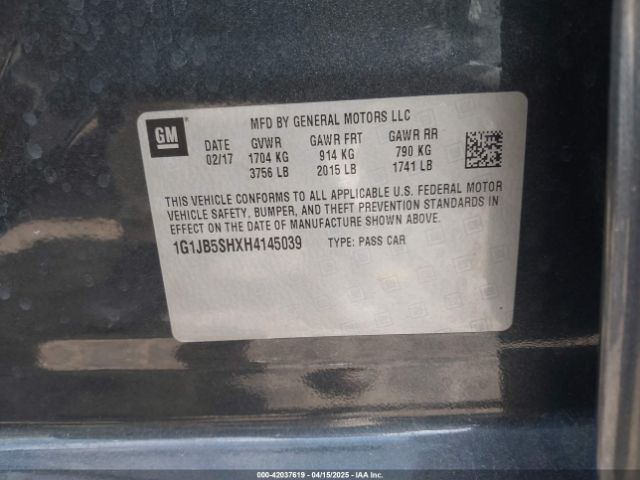 MFD BY GENERAL MOTORS LLC
GM
DATE GVWR GAWR FRT GAWR RR
02/17 1704 KG 914 KG 790 KG
3756 LB 2015 LB 1741 LB
THIS VEHICLE CONFORMS TO ALL APPLICABLE U.S. FEDERAL MOTOR
VEHICLE SAFETY, BUMPER, AND THEFT PREVENTION STANDARDS IN
EFFECT ON THE DATE OF MANUFACTURE SHOWN ABOVE.
1G1JB5SHXH4145039 TYPE: PASS CAR
000-42037619 04/15/2025 - Copyright IAA, Inc.